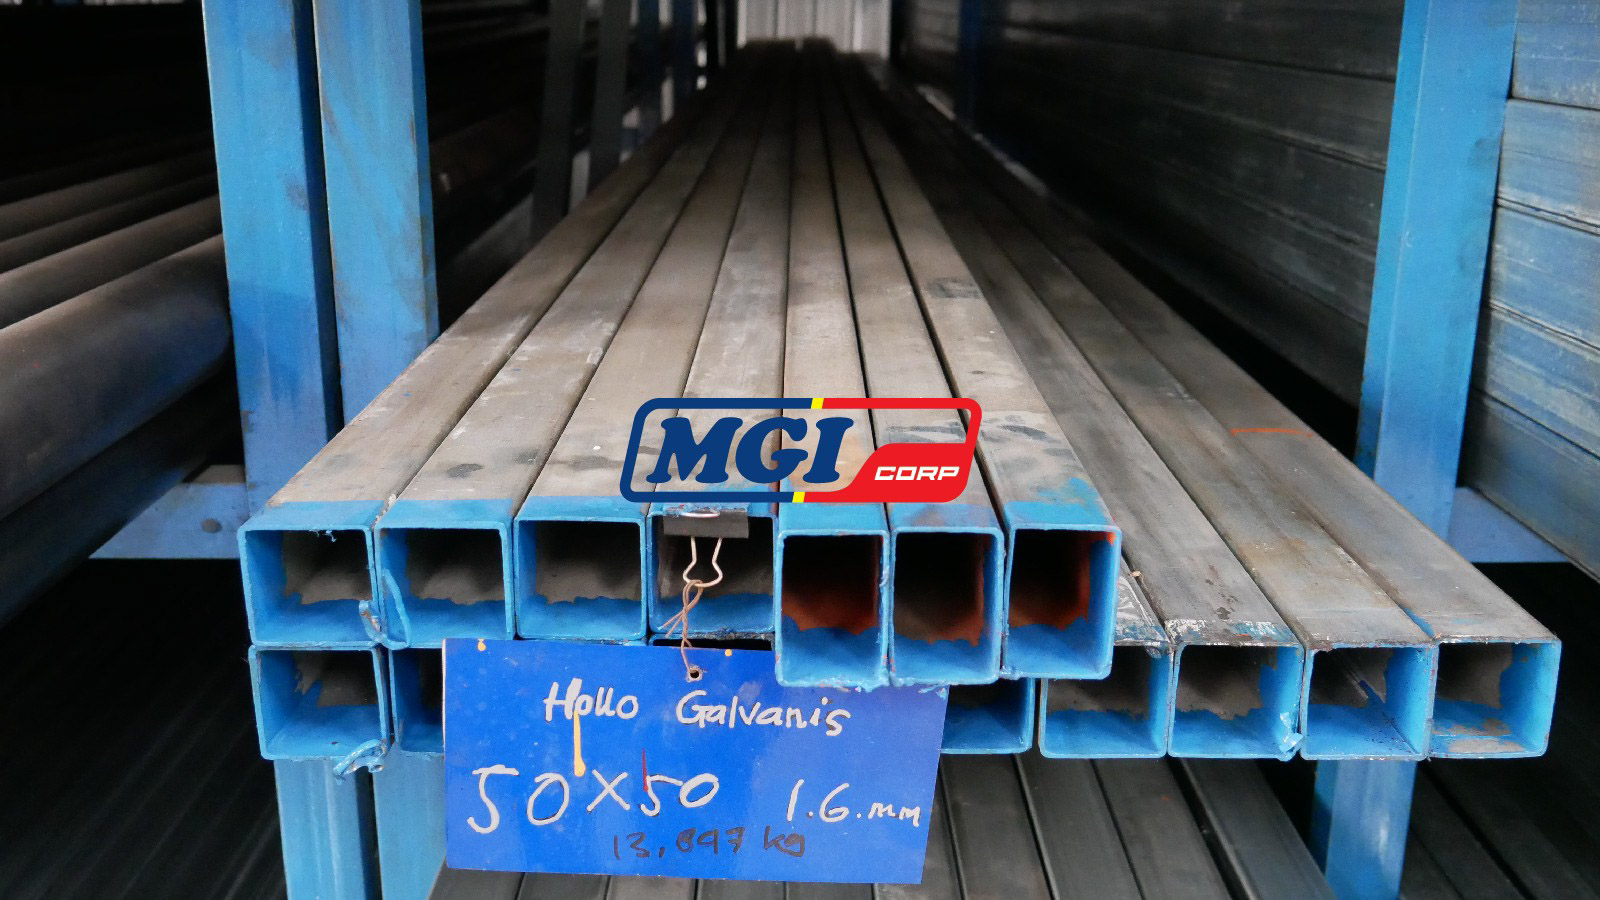 MGI
CORP
Hollo Galvanis
50x50 1.6.mm
13,897 kg